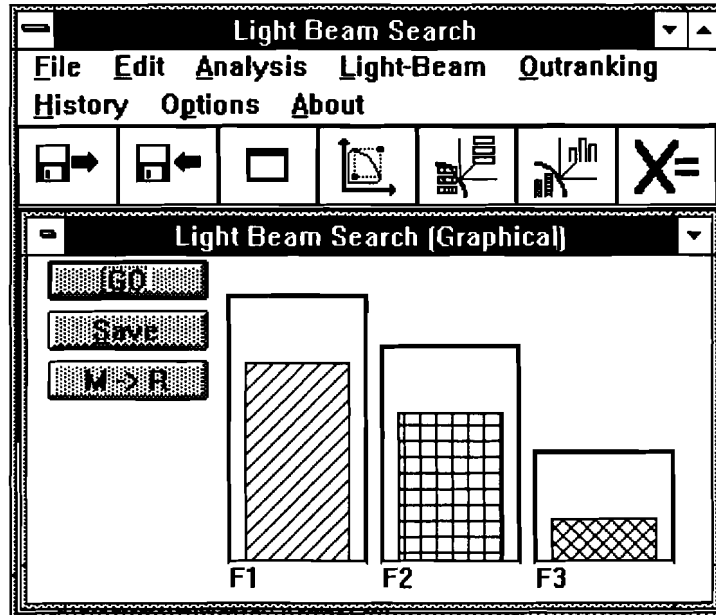 Light Beam Search
File Edit Analysis Light-Beam Outranking
History Options About
X=
Light Beam Search (Graphical)
GO
Save
M -> R
F1 F2 F3